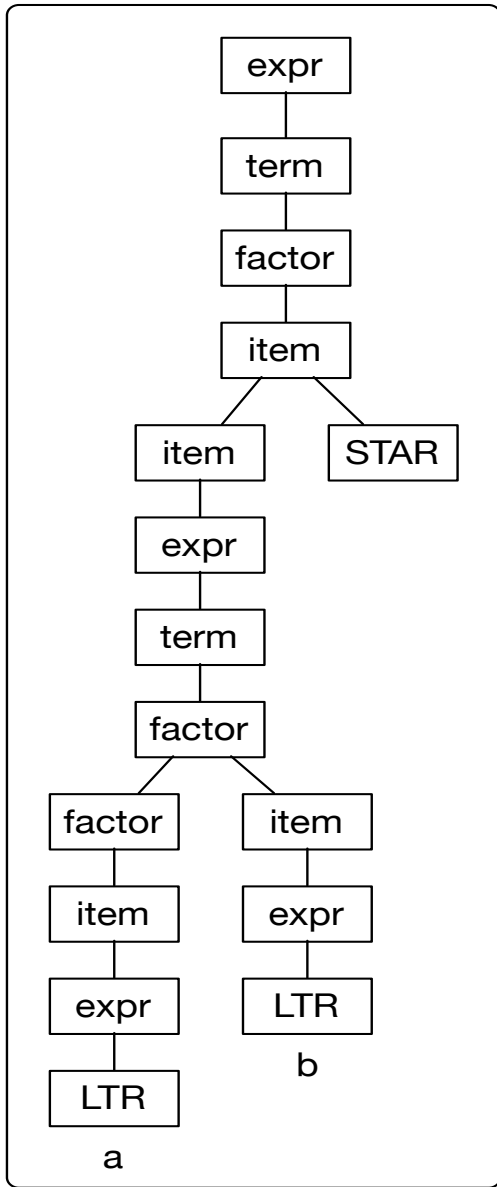 expr
term
factor
item
item STAR
expr
term
factor
factor item
item expr
expr LTR
b
LTR
a